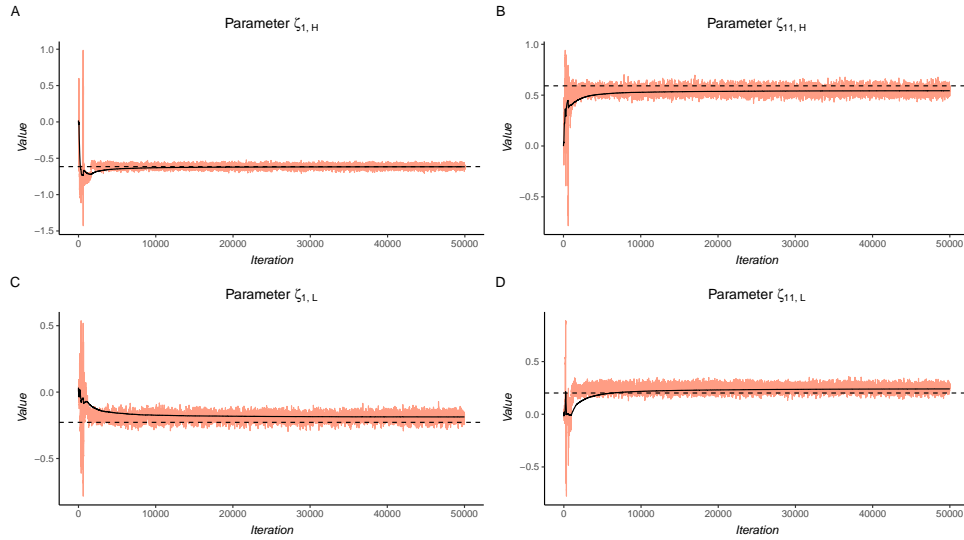 A
Parameter ζ1, H
1.0
0.5
0.0
−0.5
−1.0
−1.5
Value
0
10000
20000
30000
40000
50000
Iteration
B
Parameter ζ11, H
1.0
0.5
0.0
−0.5
Value
0
10000
20000
30000
40000
50000
Iteration
C
Parameter ζ1, L
0.5
0.0
−0.5
Value
0
10000
20000
30000
40000
50000
Iteration
D
Parameter ζ11, L
0.5
0.0
−0.5
Value
0
10000
20000
30000
40000
50000
Iteration